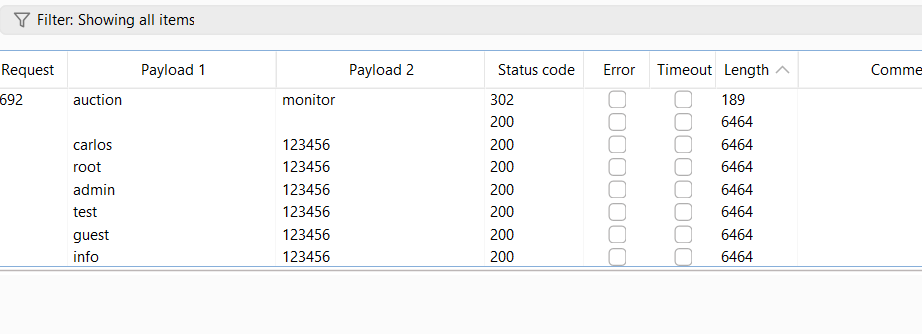 Filter: Showing all items
Request Payload 1 Payload 2 Status code Error Timeout Length Comme
692 auction monitor 302 189
200 6464
carlos 123456 200 6464
root 123456 200 6464
admin 123456 200 6464
test 123456 200 6464
guest 123456 200 6464
info 123456 200 6464